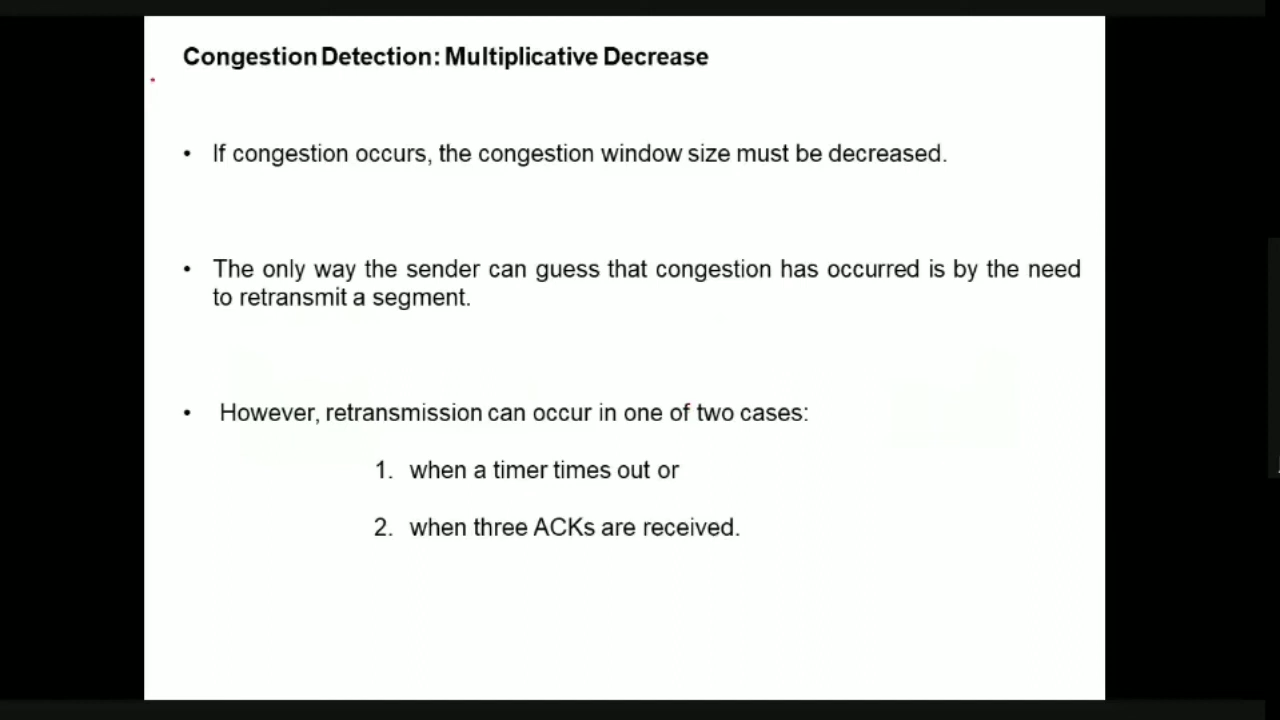 Congestion Detection: Multiplicative Decrease
• If congestion occurs, the congestion window size must be decreased.
• The only way the sender can guess that congestion has occurred is by the need
to retransmit a segment.
• However, retransmission can occur in one of two cases:
1. when a timer times out or
2. when three ACKs are received.